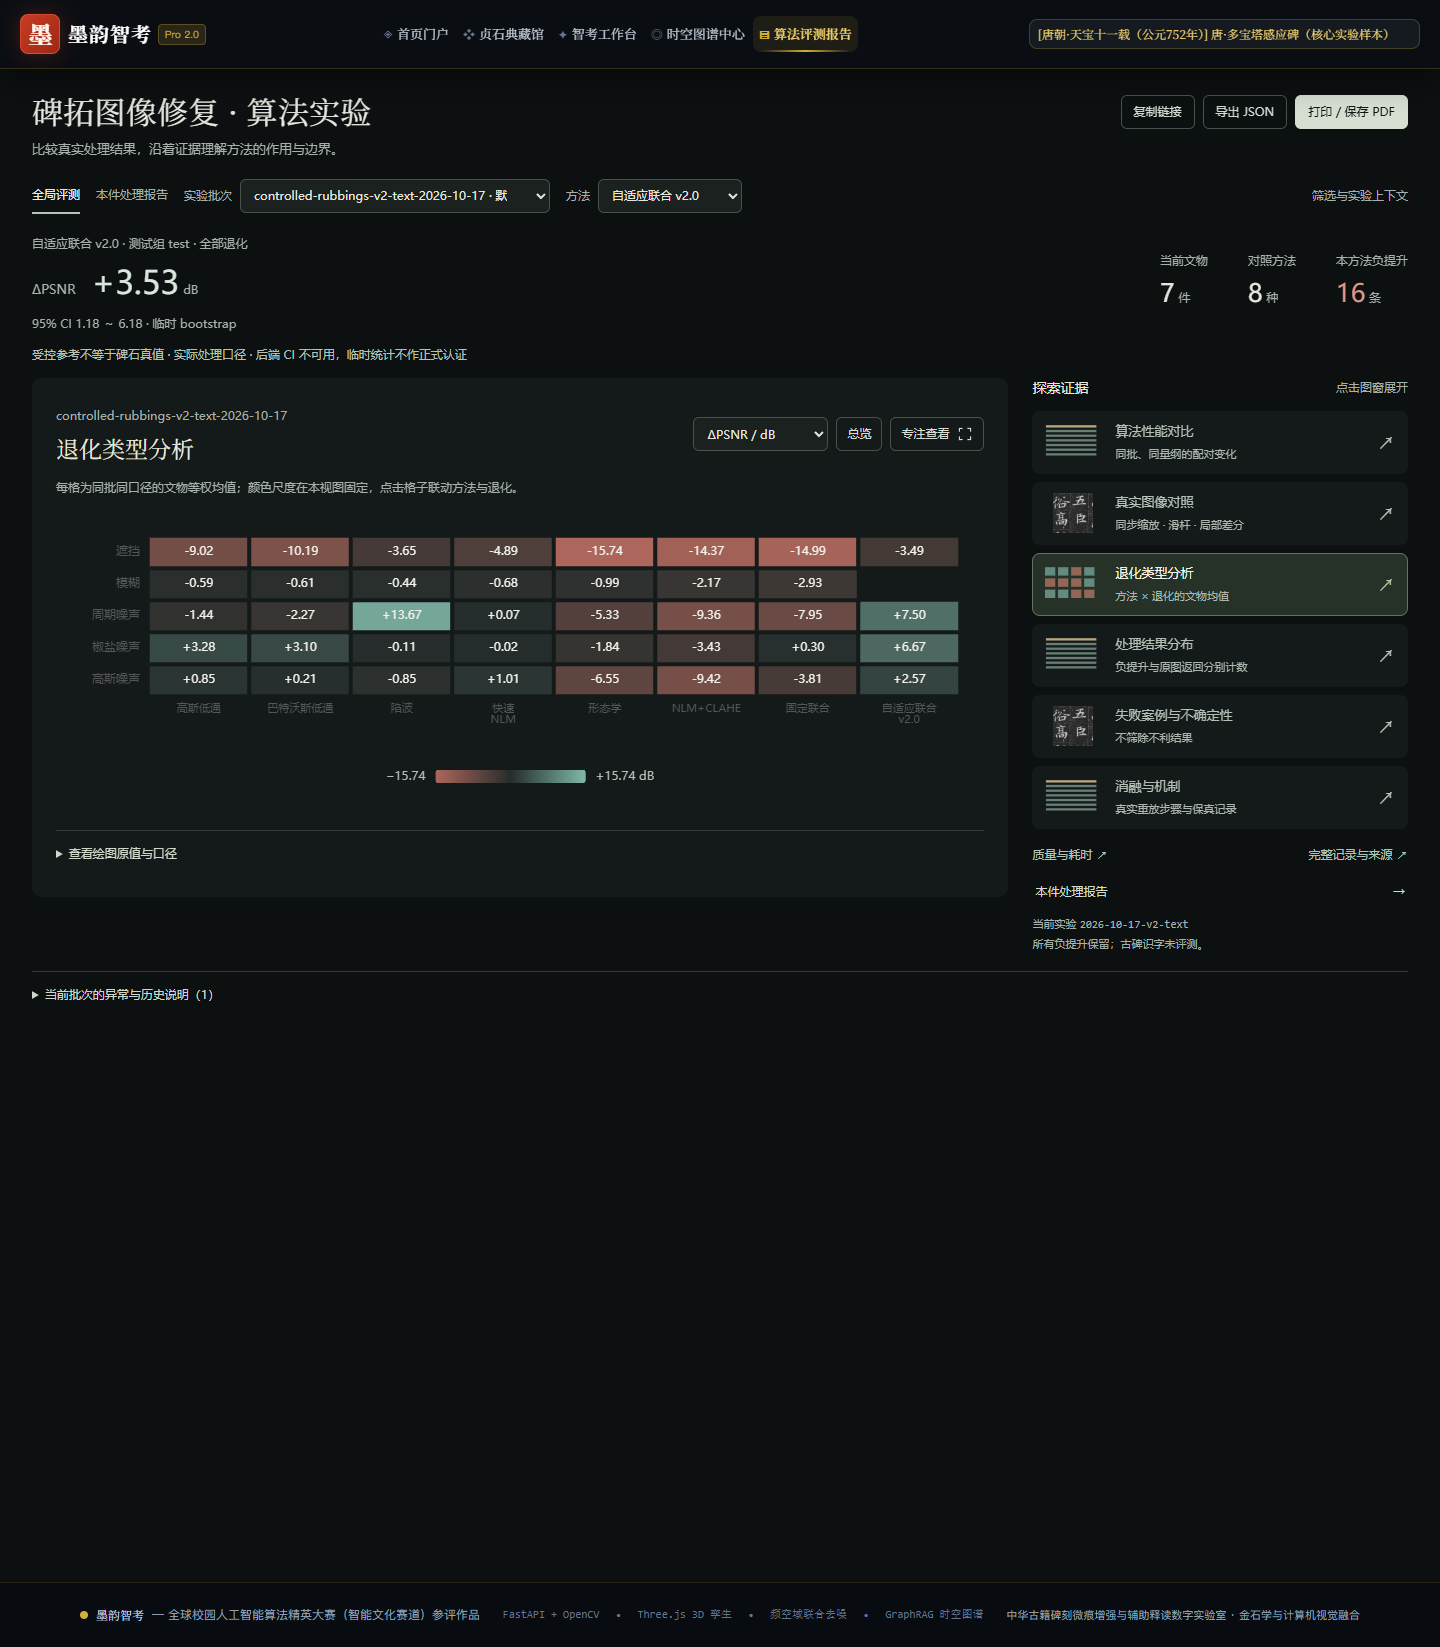 墨 墨韵智考 Pro 2.0
首页门户 贞石典藏馆 智考工作台 时空图谱中心 算法评测报告
[唐朝·天宝十一载（公元752年）] 唐·多宝塔感应碑（核心实验样本）
碑拓图像修复 · 算法实验
复制链接 导出 JSON 打印 / 保存 PDF
比较真实处理结果，沿着证据理解方法的作用与边界。
全局评测 本件处理报告 实验批次 controlled-rubbings-v2-text-2026-10-17 · 默 方法 自适应联合 v2.0 筛选与实验上下文
自适应联合 v2.0 · 测试组 test · 全部退化
ΔPSNR +3.53 dB
95% CI 1.18 ～ 6.18 · 临时 bootstrap
当前文物 对照方法 本方法负提升
7 件 8 种 16 条
受控参考不等于碑石真值 · 实际处理口径 · 后端 CI 不可用，临时统计不作正式认证
controlled-rubbings-v2-text-2026-10-17
退化类型分析
ΔPSNR / dB 总览 专注查看
每格为同批同口径的文物等权均值；颜色尺度在本视图固定，点击格子联动方法与退化。
遮挡 -9.02 -10.19 -3.65 -4.89 -15.74 -14.37 -14.99 -3.49
模糊 -0.59 -0.61 -0.44 -0.68 -0.99 -2.17 -2.93
周期噪声 -1.44 -2.27 +13.67 +0.07 -5.33 -9.36 -7.95 +7.50
椒盐噪声 +3.28 +3.10 -0.11 -0.02 -1.84 -3.43 +0.30 +6.67
高斯噪声 +0.85 +0.21 -0.85 +1.01 -6.55 -9.42 -3.81 +2.57
高斯低通 巴特沃斯低通 陷波 快速 形态学 NLM+CLAHE 固定联合 自适应联合
NLM v2.0
−15.74 +15.74 dB
▶ 查看绘图原值与口径
探索证据 点击图窗展开
算法性能对比
同批、同量纲的配对变化
真实图像对照
同步缩放 · 滑杆 · 局部差分
退化类型分析
方法 × 退化的文物均值
处理结果分布
负提升与原图返回分别计数
失败案例与不确定性
不筛除不利结果
消融与机制
真实重放步骤与保真记录
质量与耗时 ↗ 完整记录与来源 ↗
本件处理报告 →
当前实验 2026-10-17-v2-text
所有负提升保留；古碑识字未评测。
▶ 当前批次的异常与历史说明（1）
墨韵智考 — 全球校园人工智能算法精英大赛（智能文化赛道）参评作品 FastAPI + OpenCV • Three.js 3D 孪生 • 频空域联合去噪 • GraphRAG 时空图谱 中华古籍碑刻微痕增强与辅助释读数字实验室 · 金石学与计算机视觉融合